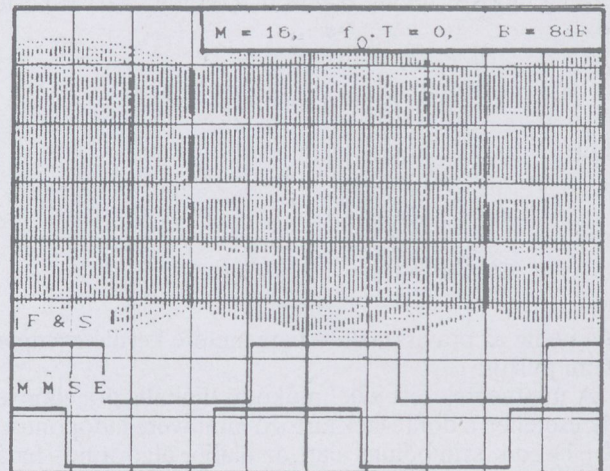 M = 16, f₀.T = 0, B = 8dB
F & S
M M S E